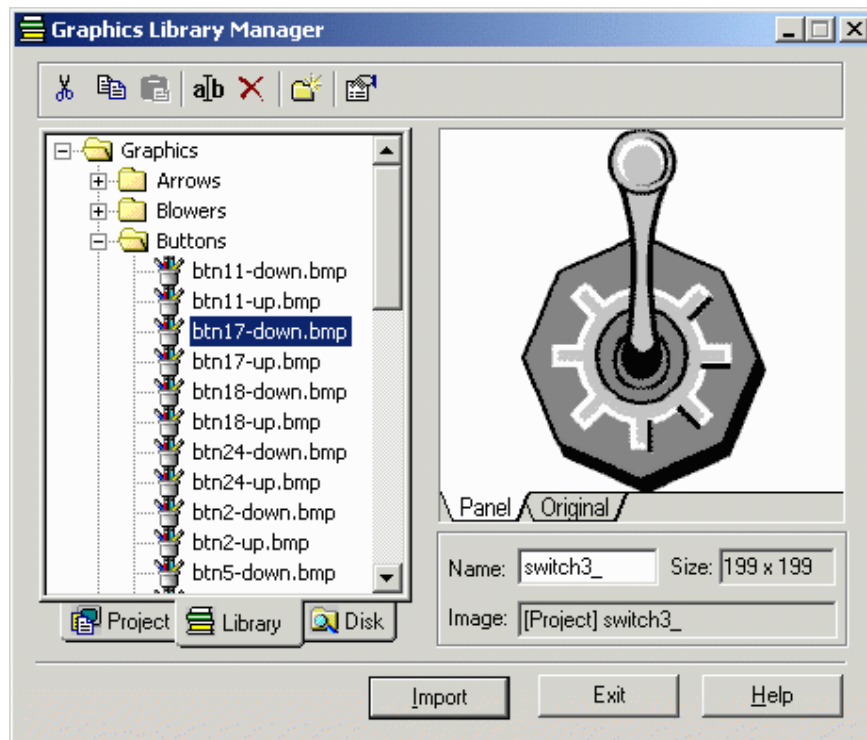 Graphics Library Manager
a b
Graphics
Arrows
Blowers
Buttons
btn11-down.bmp
btn11-up.bmp
btn17-down.bmp
btn17-up.bmp
btn18-down.bmp
btn18-up.bmp
btn24-down.bmp
btn24-up.bmp
btn2-down.bmp
btn2-up.bmp
btn5-down.bmp
Project Library Disk
Panel Original
Name: switch3_ Size: 199 x 199
Image: [Project] switch3_
Import Exit Help